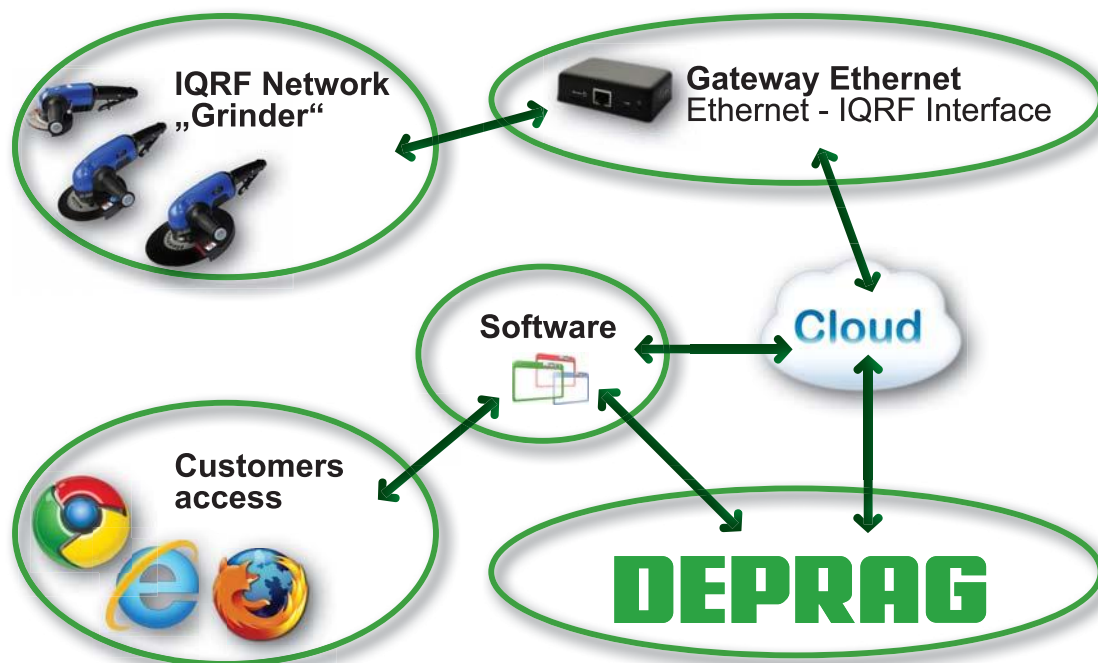 IQRF Network
„Grinder“
Gateway Ethernet
Ethernet - IQRF Interface
Software
Cloud
Customers
access
DEPRAG